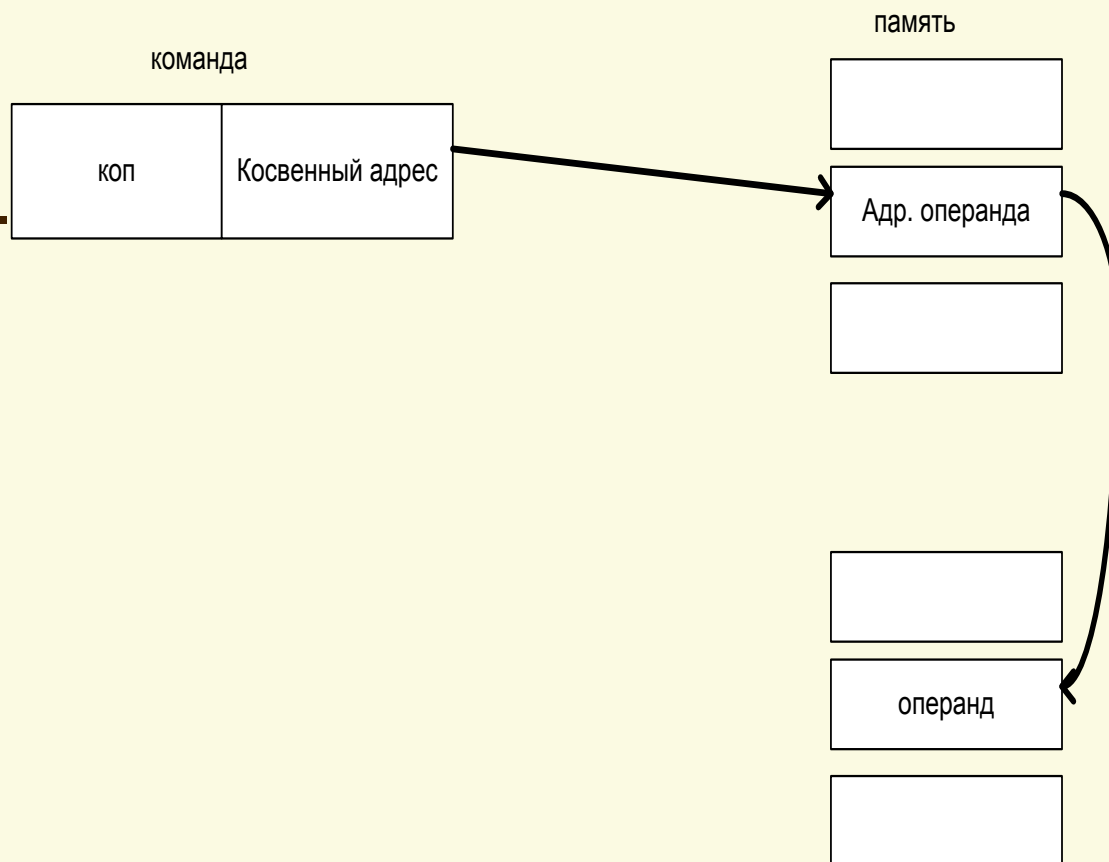 память
команда
коп
Косвенный адрес
Адр. операнда
операнд